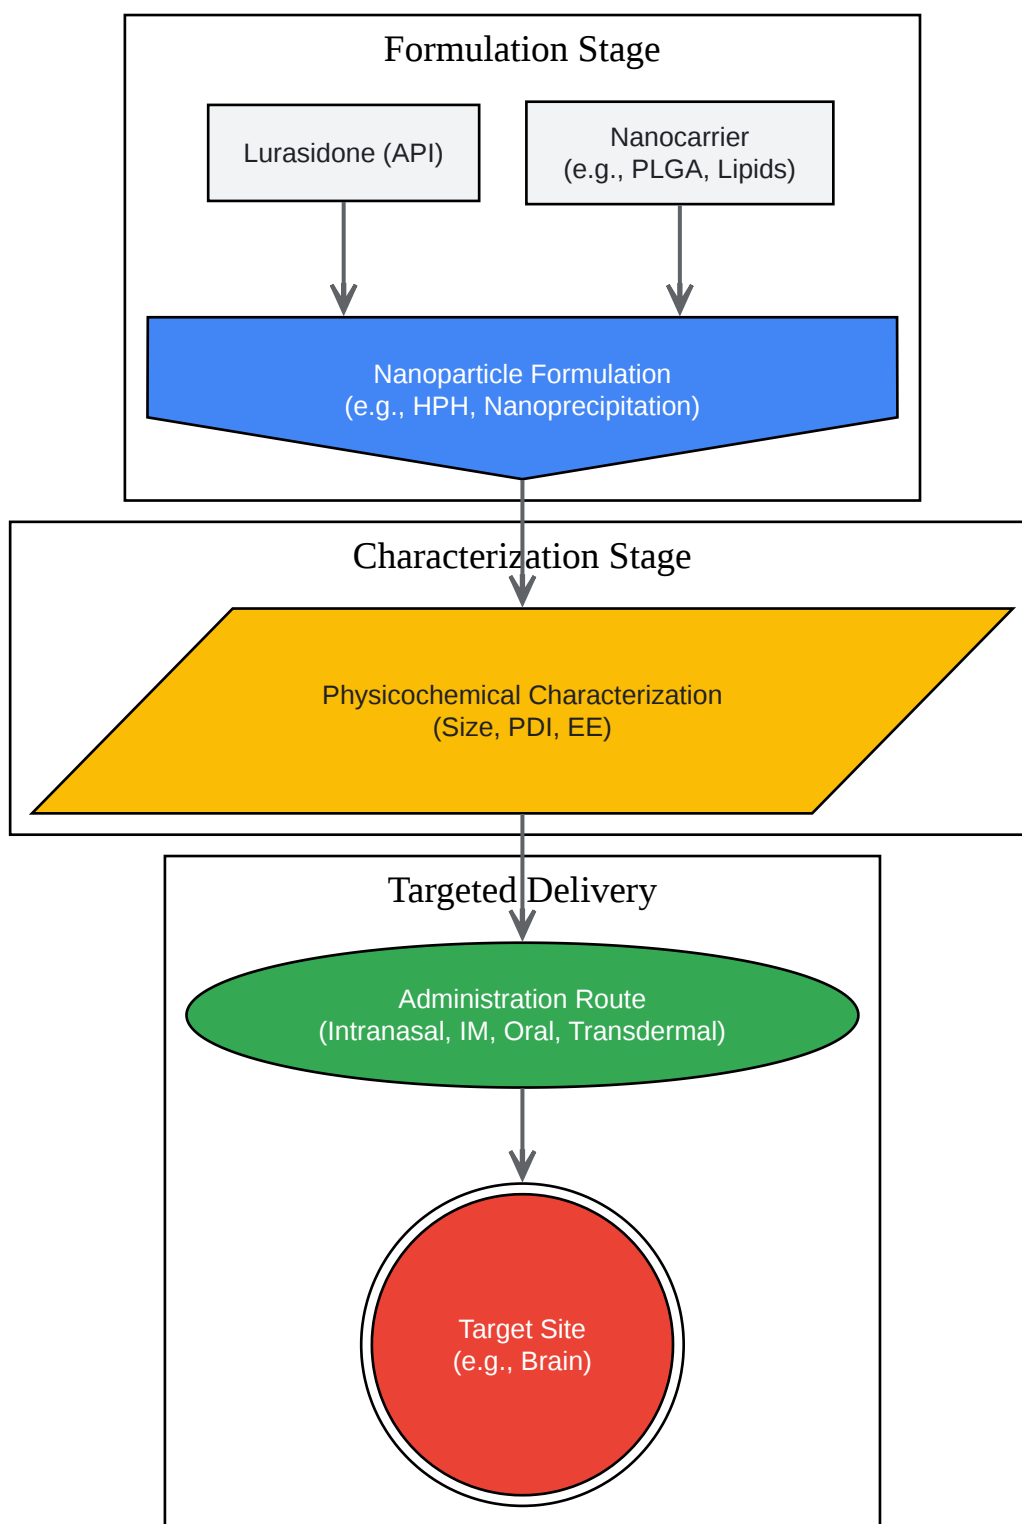 Formulation Stage
Lurasidone (API)
Nanocarrier
(e.g., PLGA, Lipids)
Nanoparticle Formulation
(e.g., HPH, Nanoprecipitation)
Characterization Stage
Physicochemical Characterization
(Size, PDI, EE)
Targeted Delivery
Administration Route
(Intranasal, IM, Oral, Transdermal)
Target Site
(e.g., Brain)